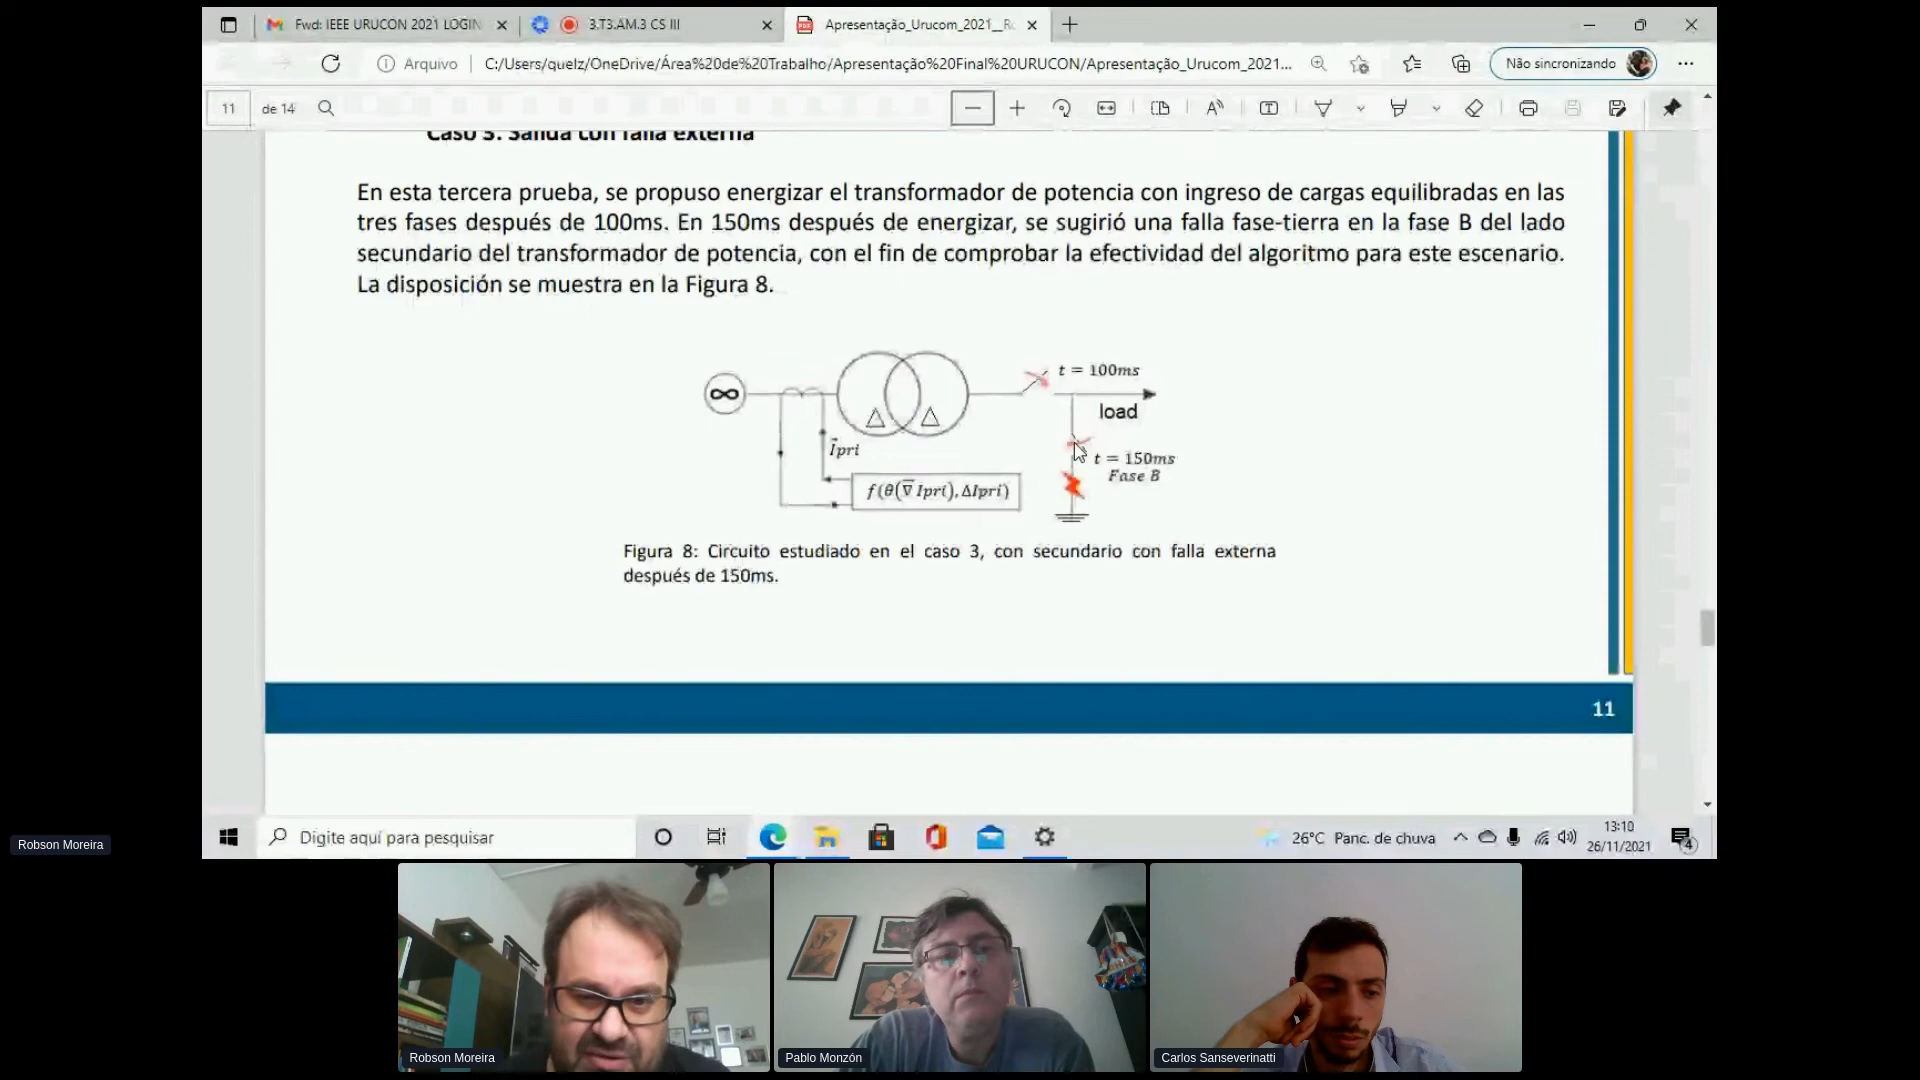 Fwd: IEEE URUCON 2021 LOGIN
3.T3.AM.3 CS III
Apresentação_Urucom_2021__Ro
Arquivo
C:/Users/quelz/OneDrive/Área%20de%20Trabalho/Apresentação%20Final%20URUCON/Apresentação_Urucom_2021...
Não sincronizando
11
de 14
Caso 3: Salida con falla externa
En esta tercera prueba, se propuso energizar el transformador de potencia con ingreso de cargas equilibradas en las
tres fases después de 100ms. En 150ms después de energizar, se sugirió una falla fase-tierra en la fase B del lado
secundario del transformador de potencia, con el fin de comprobar la efectividad del algoritmo para este escenario.
La disposición se muestra en la Figura 8.
t = 100ms
∞
load
Ipri
t = 150ms
Fase B
f(θ(∇⃗ Ipri), ΔIpri)
Figura 8: Circuito estudiado en el caso 3, con secundario con falla externa
después de 150ms.
11
Digite aquí para pesquisar
26°C Panc. de chuva
13:10
26/11/2021
4
Robson Moreira
Robson Moreira
Pablo Monzón
Carlos Sanseverinatti